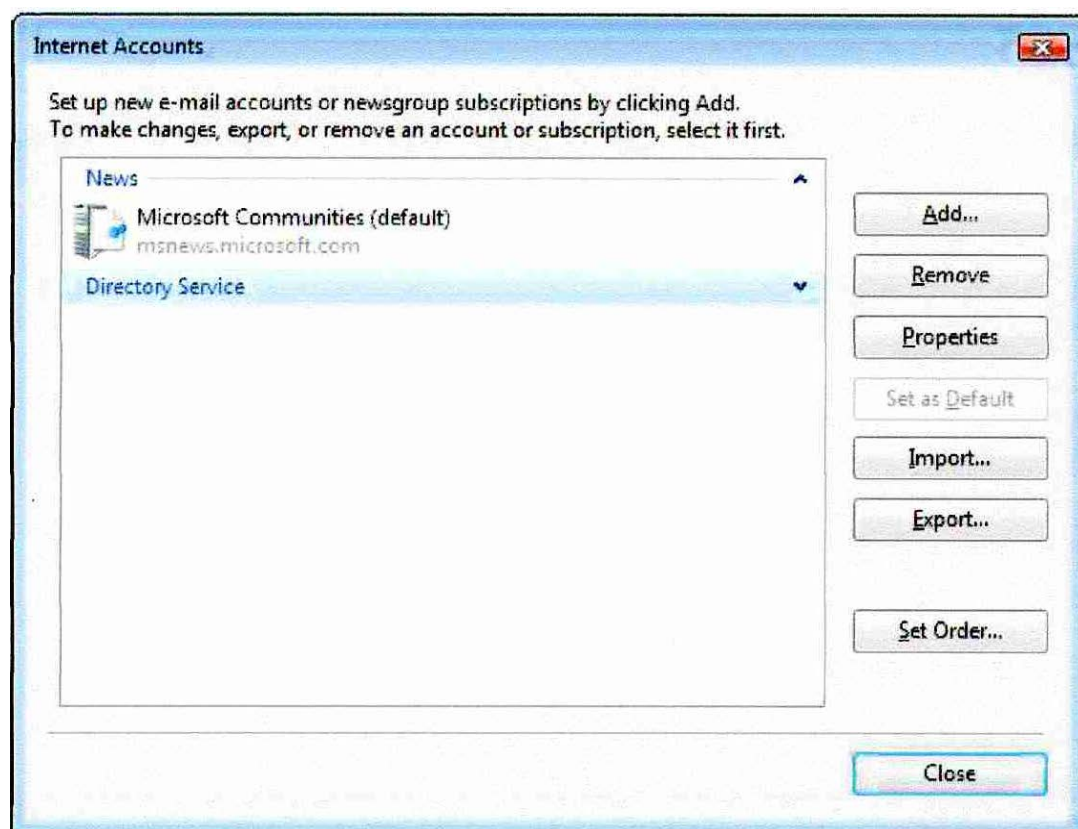 Internet Accounts
Set up new e-mail accounts or newsgroup subscriptions by clicking Add.
To make changes, export, or remove an account or subscription, select it first.
News
Microsoft Communities (default)
msnews.microsoft.com
Directory Service
Add...
Remove
Properties
Set as Default
Import...
Export...
Set Order...
Close